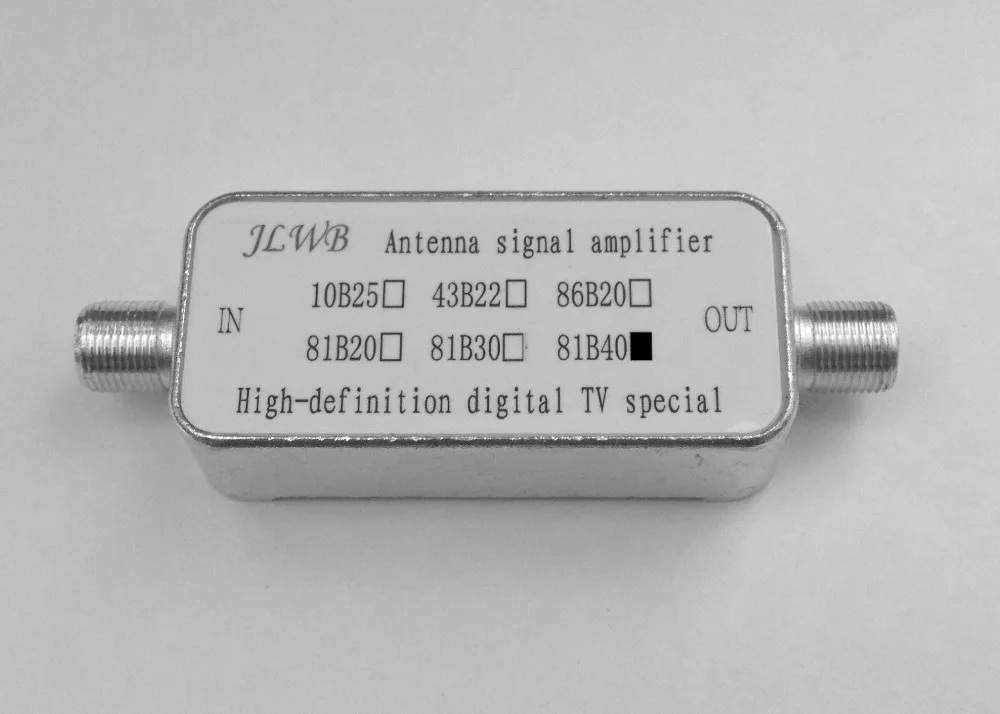 JLWB Antenna signal amplifier
10B25□ 43B22□ 86B20□
IN OUT
81B20□ 81B30□ 81B40■
High-definition digital TV special